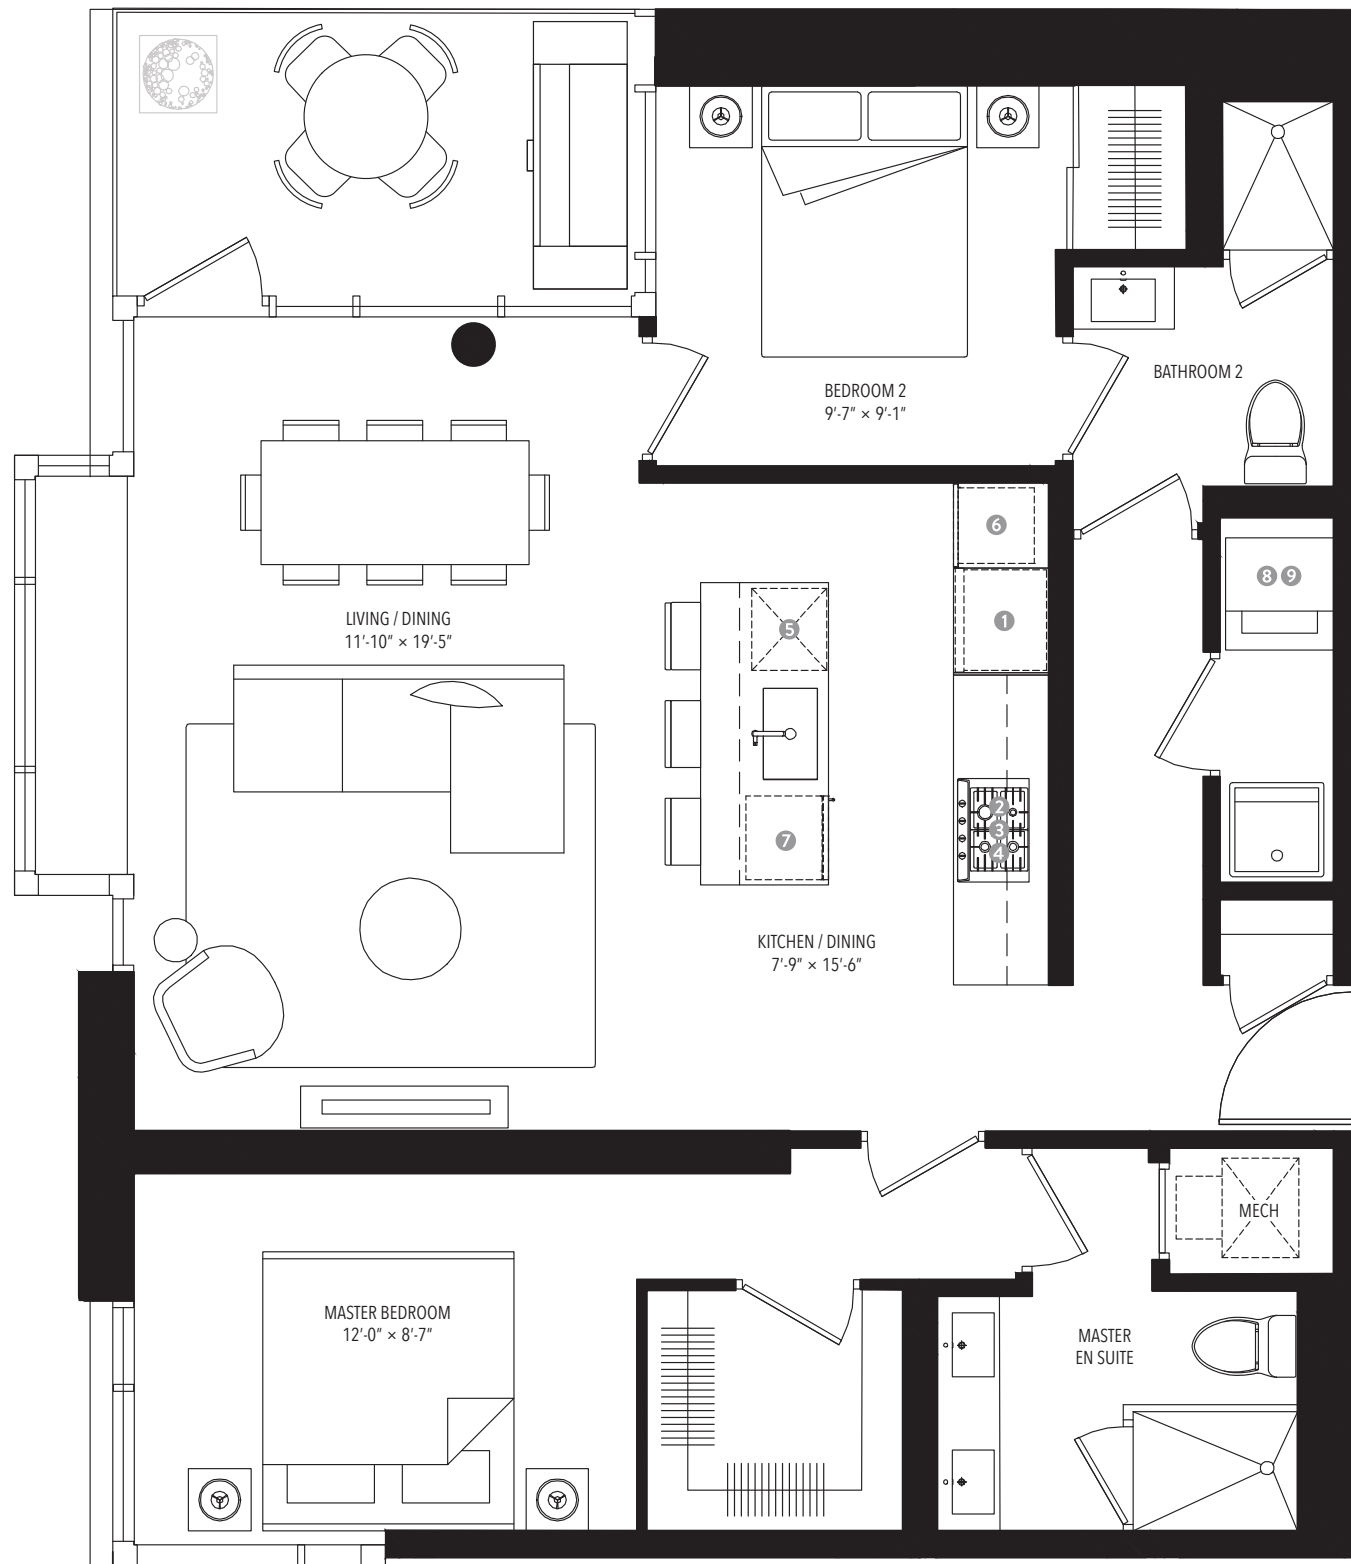 BEDROOM 2
9'-7" × 9'-1"
BATHROOM 2
6
8 9
1
5
LIVING / DINING
11'-10" × 19'-5"
2
3
4
7
KITCHEN / DINING
7'-9" × 15'-6"
MECH
MASTER BEDROOM
12'-0" × 8'-7"
MASTER
EN SUITE